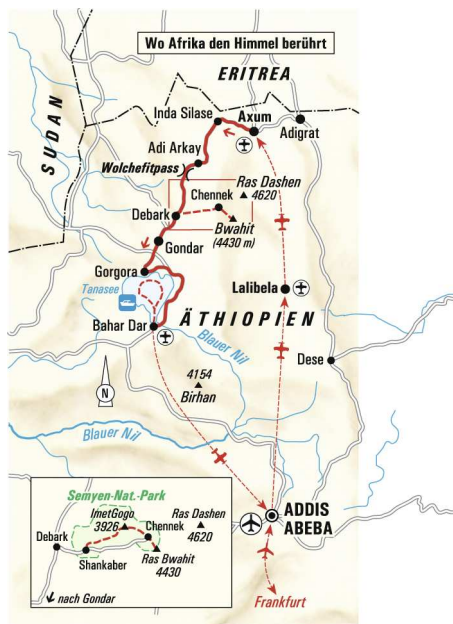 Wo Afrika den Himmel berührt
ERITREA
SUDAN
Inda Silase
Axum
Adigrat
Adi Arkay
Wolchefitpass
Ras Dashen
4620
Chennek
Debark
Bwahit
(4430 m)
Gondar
Gorgora
Tanasee
Lalibela
ÄTHIOPIEN
Bahar Dar
Blauer Nil
Dese
4154
Birhan
N
Blauer Nil
ADDIS
ABEBA
Frankfurt
Semyen-Nat.-Park
ImetGogo
3926
Ras Dashen
4620
Chennek
Debark
Shankaber
Ras Bwahit
4430
nach Gondar